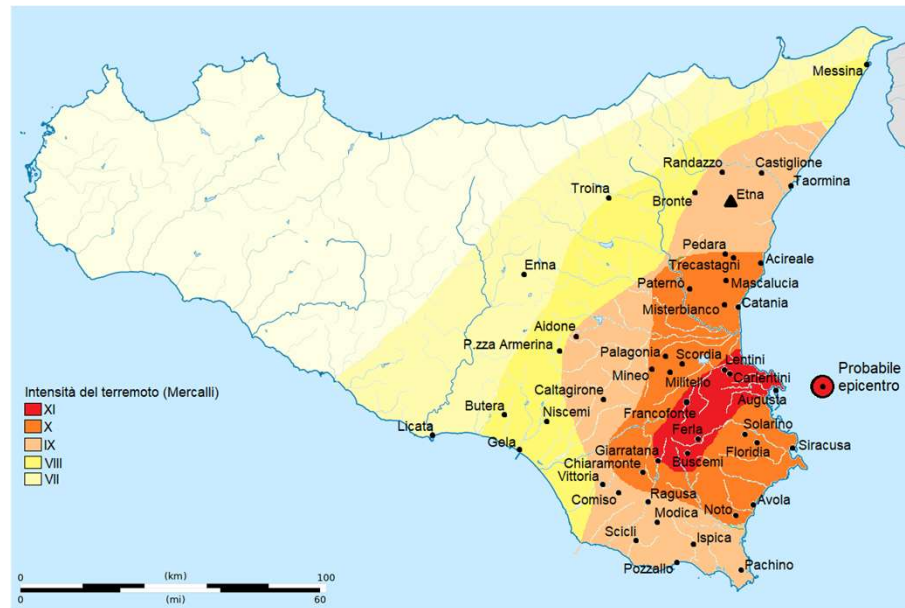 Messina
Randazzo
Castiglione
Troina
Etna
Taormina
Bronte
Pedara
Enna
Trecastagni
Acireale
Paternò
Mascalucia
Misterbianco
Catania
Aidone
P.zza Armerina
Palagonia
Scordia
Lentini
Probabile
epicentro
Mineo
Militello
Carlentini
Intensità del terremoto (Mercalli)
XI
X
IX
VIII
VII
Caltagirone
Augusta
Butera
Niscemi
Francofonte
Solarino
Licata
Ferla
Gela
Floridia
Siracusa
Giarratana
Buscemi
Chiaramonte
Vittoria
Comiso
Ragusa
Avola
Modica
Noto
Scicli
Ispica
Pozzallo
Pachino
0 (km) 100
0 (mi) 60